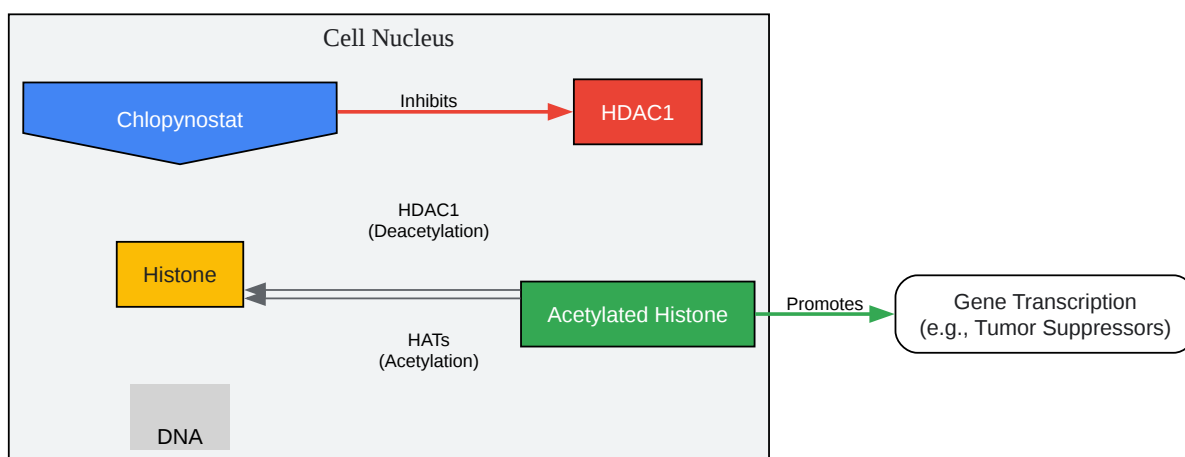 Cell Nucleus
Chlopynostat
Inhibits
HDAC1
HDAC1
(Deacetylation)
Histone
Acetylated Histone
Promotes
Gene Transcription
(e.g., Tumor Suppressors)
HATs
(Acetylation)
DNA